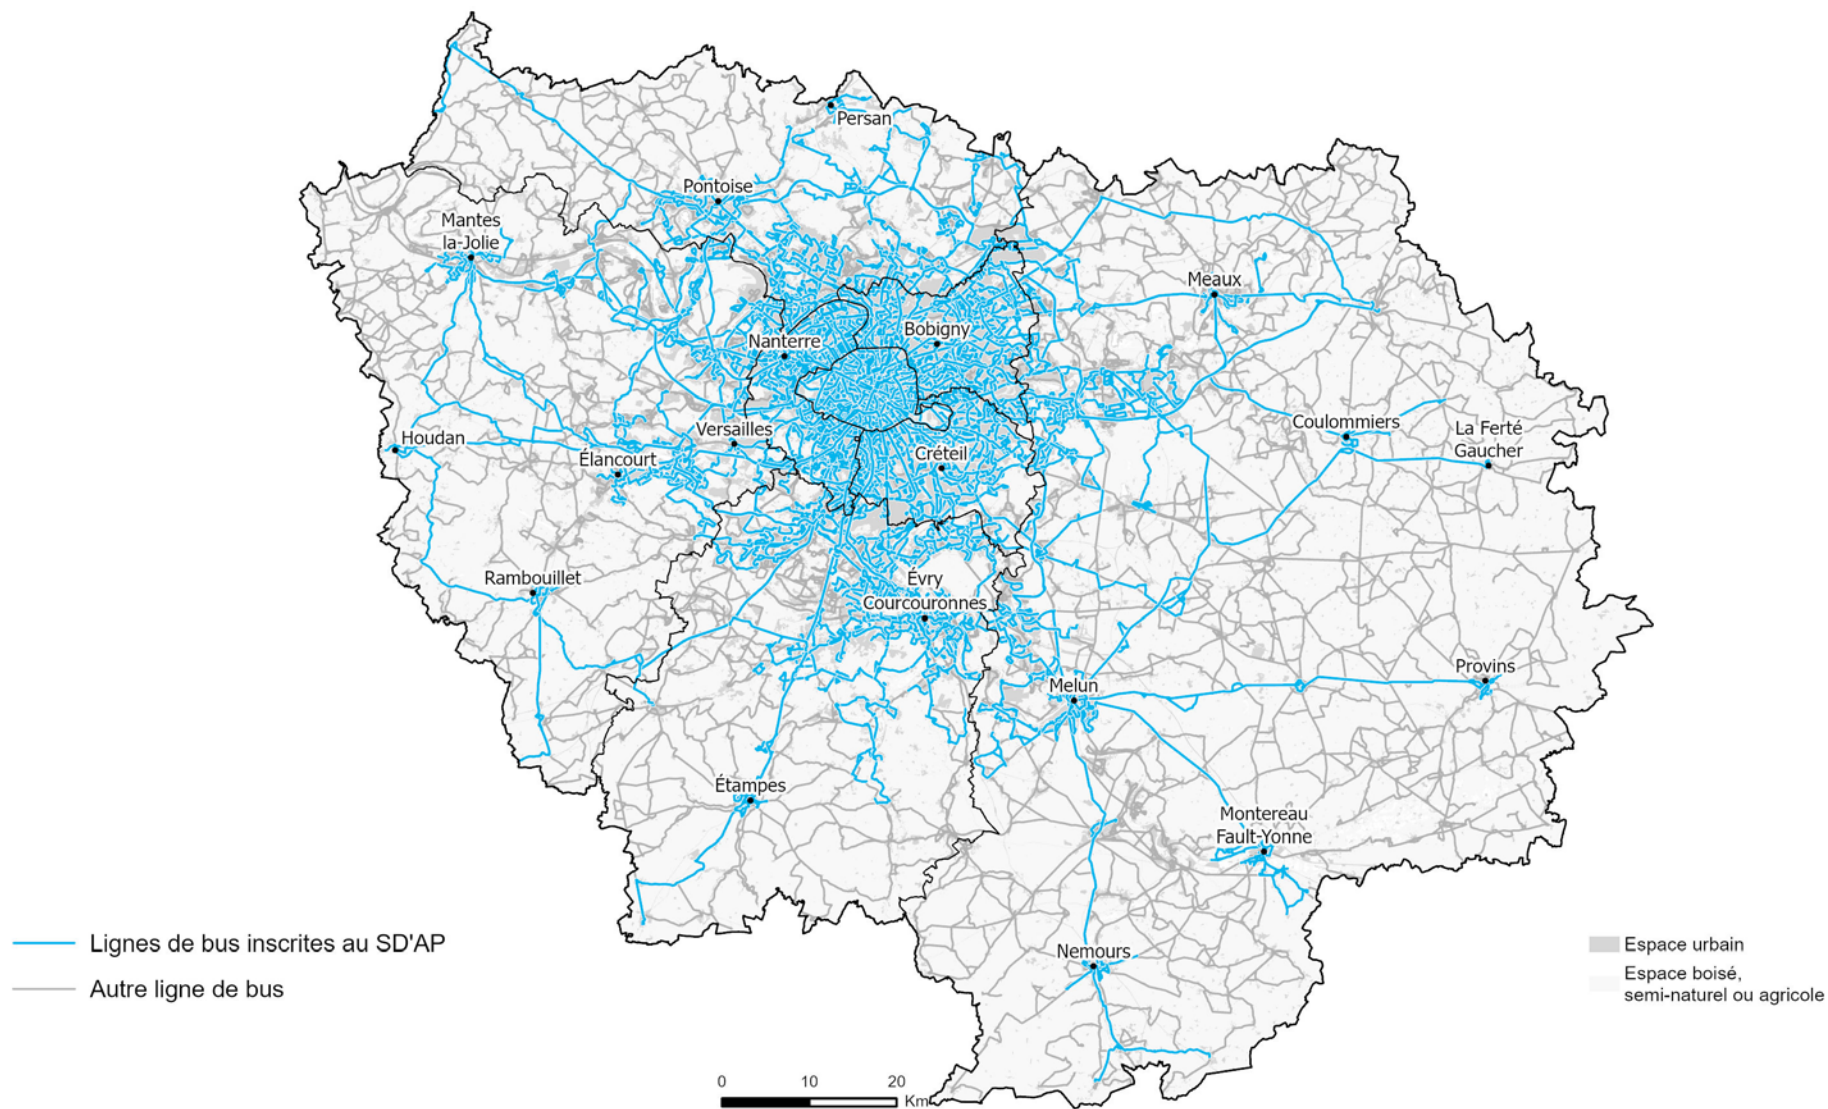 Persan
Pontoise
Mantes
la-Jolie
Meaux
Bobigny
Nanterre
Versailles
Houdan
Élancourt
Créteil
Coulommiers
La Ferté
Gaucher
Rambouillet
Évry
Courcouronnes
Melun
Provins
Étampes
Montereau
Fault-Yonne
Nemours
Lignes de bus inscrites au SD'AP
Autre ligne de bus
Espace urbain
Espace boisé,
semi-naturel ou agricole
0 10 20
Km